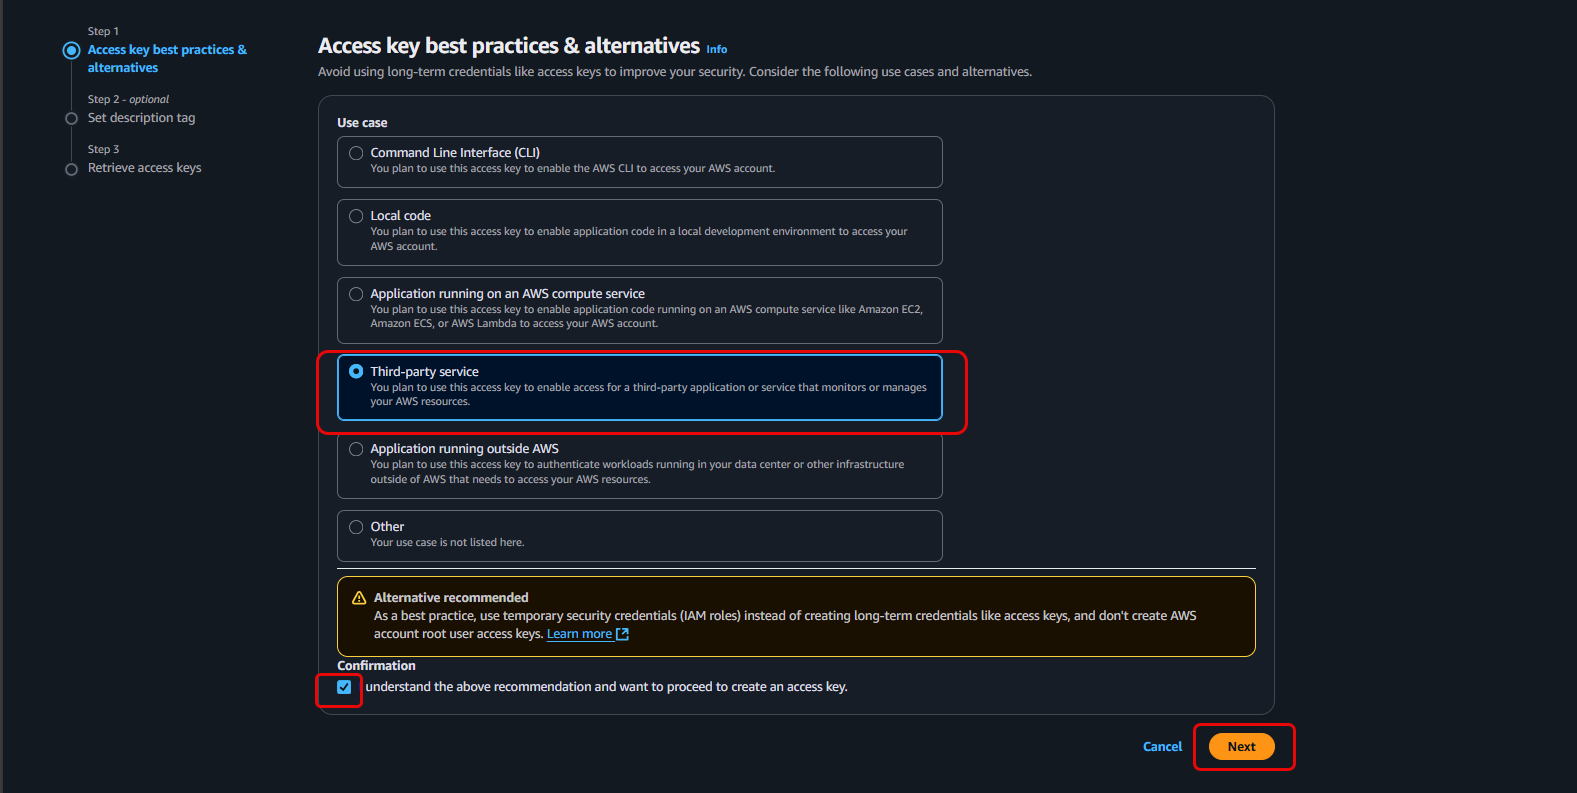 Step 1
Access key best practices &
alternatives
Step 2 - optional
Set description tag
Step 3
Retrieve access keys
Access key best practices & alternatives Info
Avoid using long-term credentials like access keys to improve your security. Consider the following use cases and alternatives.
Use case
Command Line Interface (CLI)
You plan to use this access key to enable the AWS CLI to access your AWS account.
Local code
You plan to use this access key to enable application code in a local development environment to access your
AWS account.
Application running on an AWS compute service
You plan to use this access key to enable application code running on an AWS compute service like Amazon EC2,
Amazon ECS, or AWS Lambda to access your AWS account.
Third-party service
You plan to use this access key to enable access for a third-party application or service that monitors or manages
your AWS resources.
Application running outside AWS
You plan to use this access key to authenticate workloads running in your data center or other infrastructure
outside of AWS that needs to access your AWS resources.
Other
Your use case is not listed here.
Alternative recommended
As a best practice, use temporary security credentials (IAM roles) instead of creating long-term credentials like access keys, and don't create AWS
account root user access keys. Learn more
Confirmation
understand the above recommendation and want to proceed to create an access key.
Cancel
Next